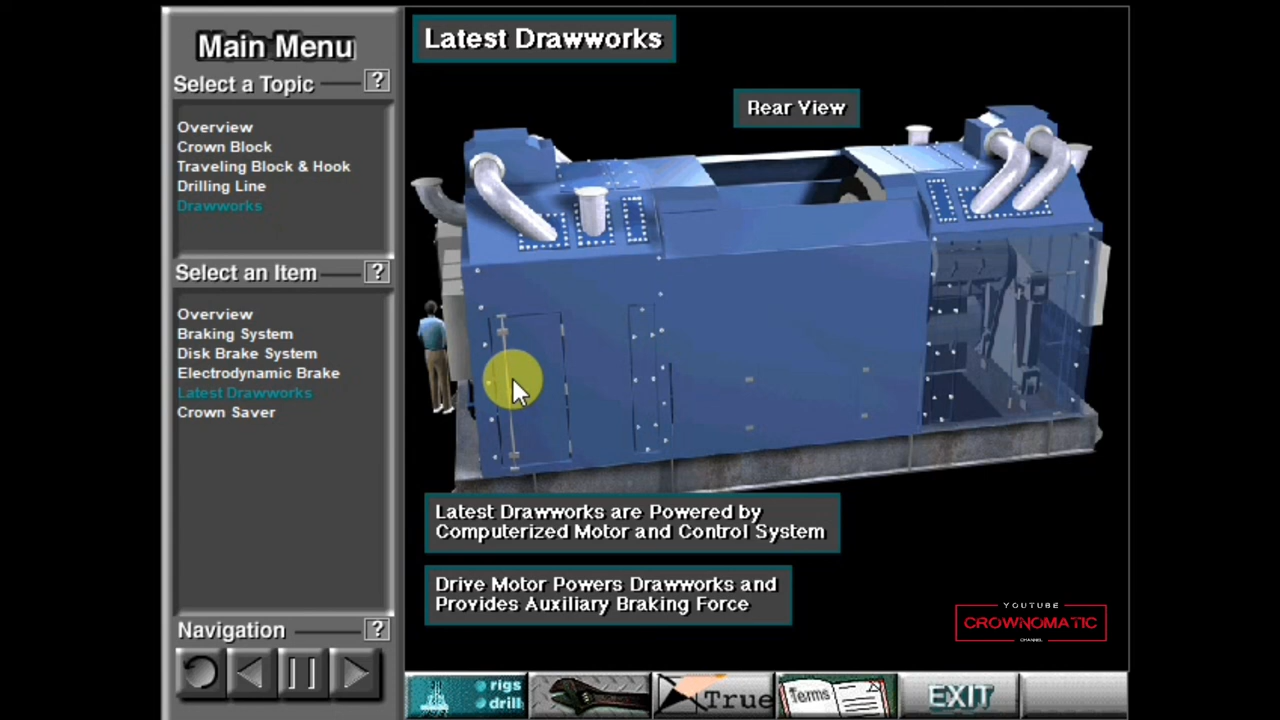 Main Menu
Select a Topic ?
Overview
Crown Block
Traveling Block & Hook
Drilling Line
Drawworks
Select an Item ?
Overview
Braking System
Disk Brake System
Electrodynamic Brake
Latest Drawworks
Crown Saver
Navigation ?
Latest Drawworks
Rear View
Latest Drawworks are Powered by
Computerized Motor and Control System
Drive Motor Powers Drawworks and
Provides Auxiliary Braking Force
YOUTUBE
CROWNOMATIC
CHANNEL
rigs
drill
True
Terms
EXIT